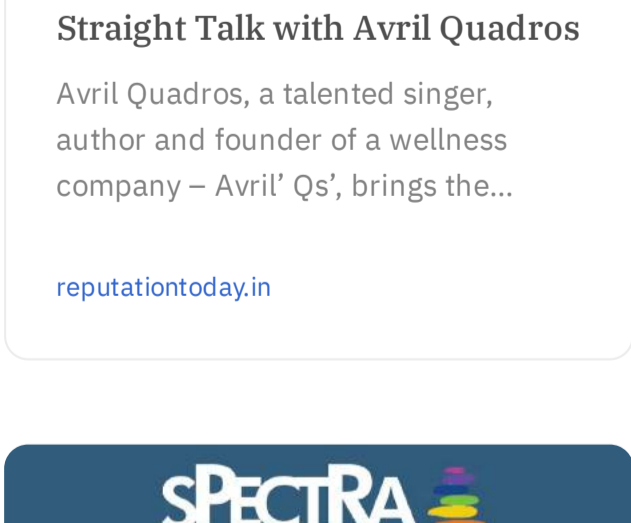 Straight Talk with Avril Quadros
Avril Quadros, a talented singer,
author and founder of a wellness
company – Avril’ Qs’, brings the...
reputationtoday.in
SPECTRA